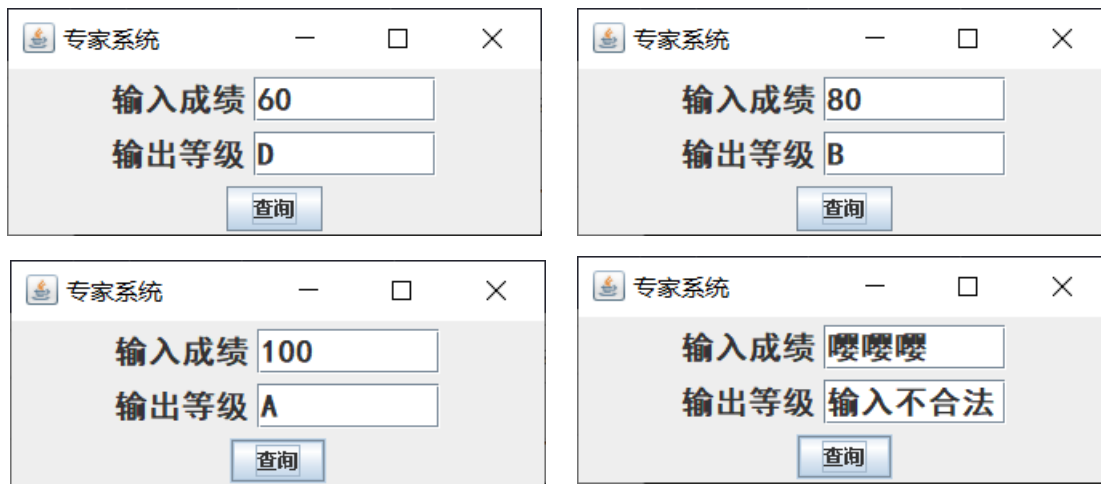 专家系统
输入成绩 60
输出等级 D
查询
专家系统
输入成绩 80
输出等级 B
查询
专家系统
输入成绩 100
输出等级 A
查询
专家系统
输入成绩 嘤嘤嘤
输出等级 输入不合法
查询